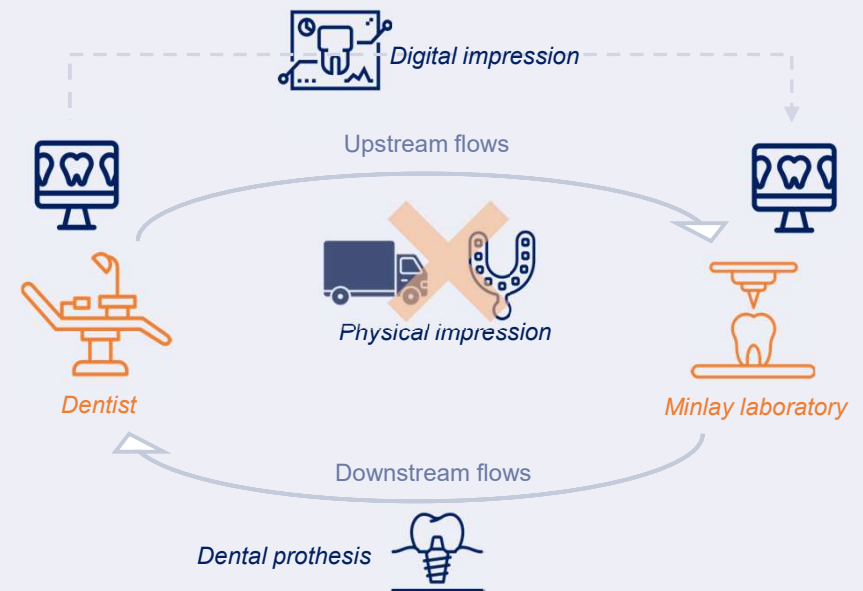 Digital impression
Upstream flows
Physical impression
Dentist
Minlay laboratory
Downstream flows
Dental prothesis